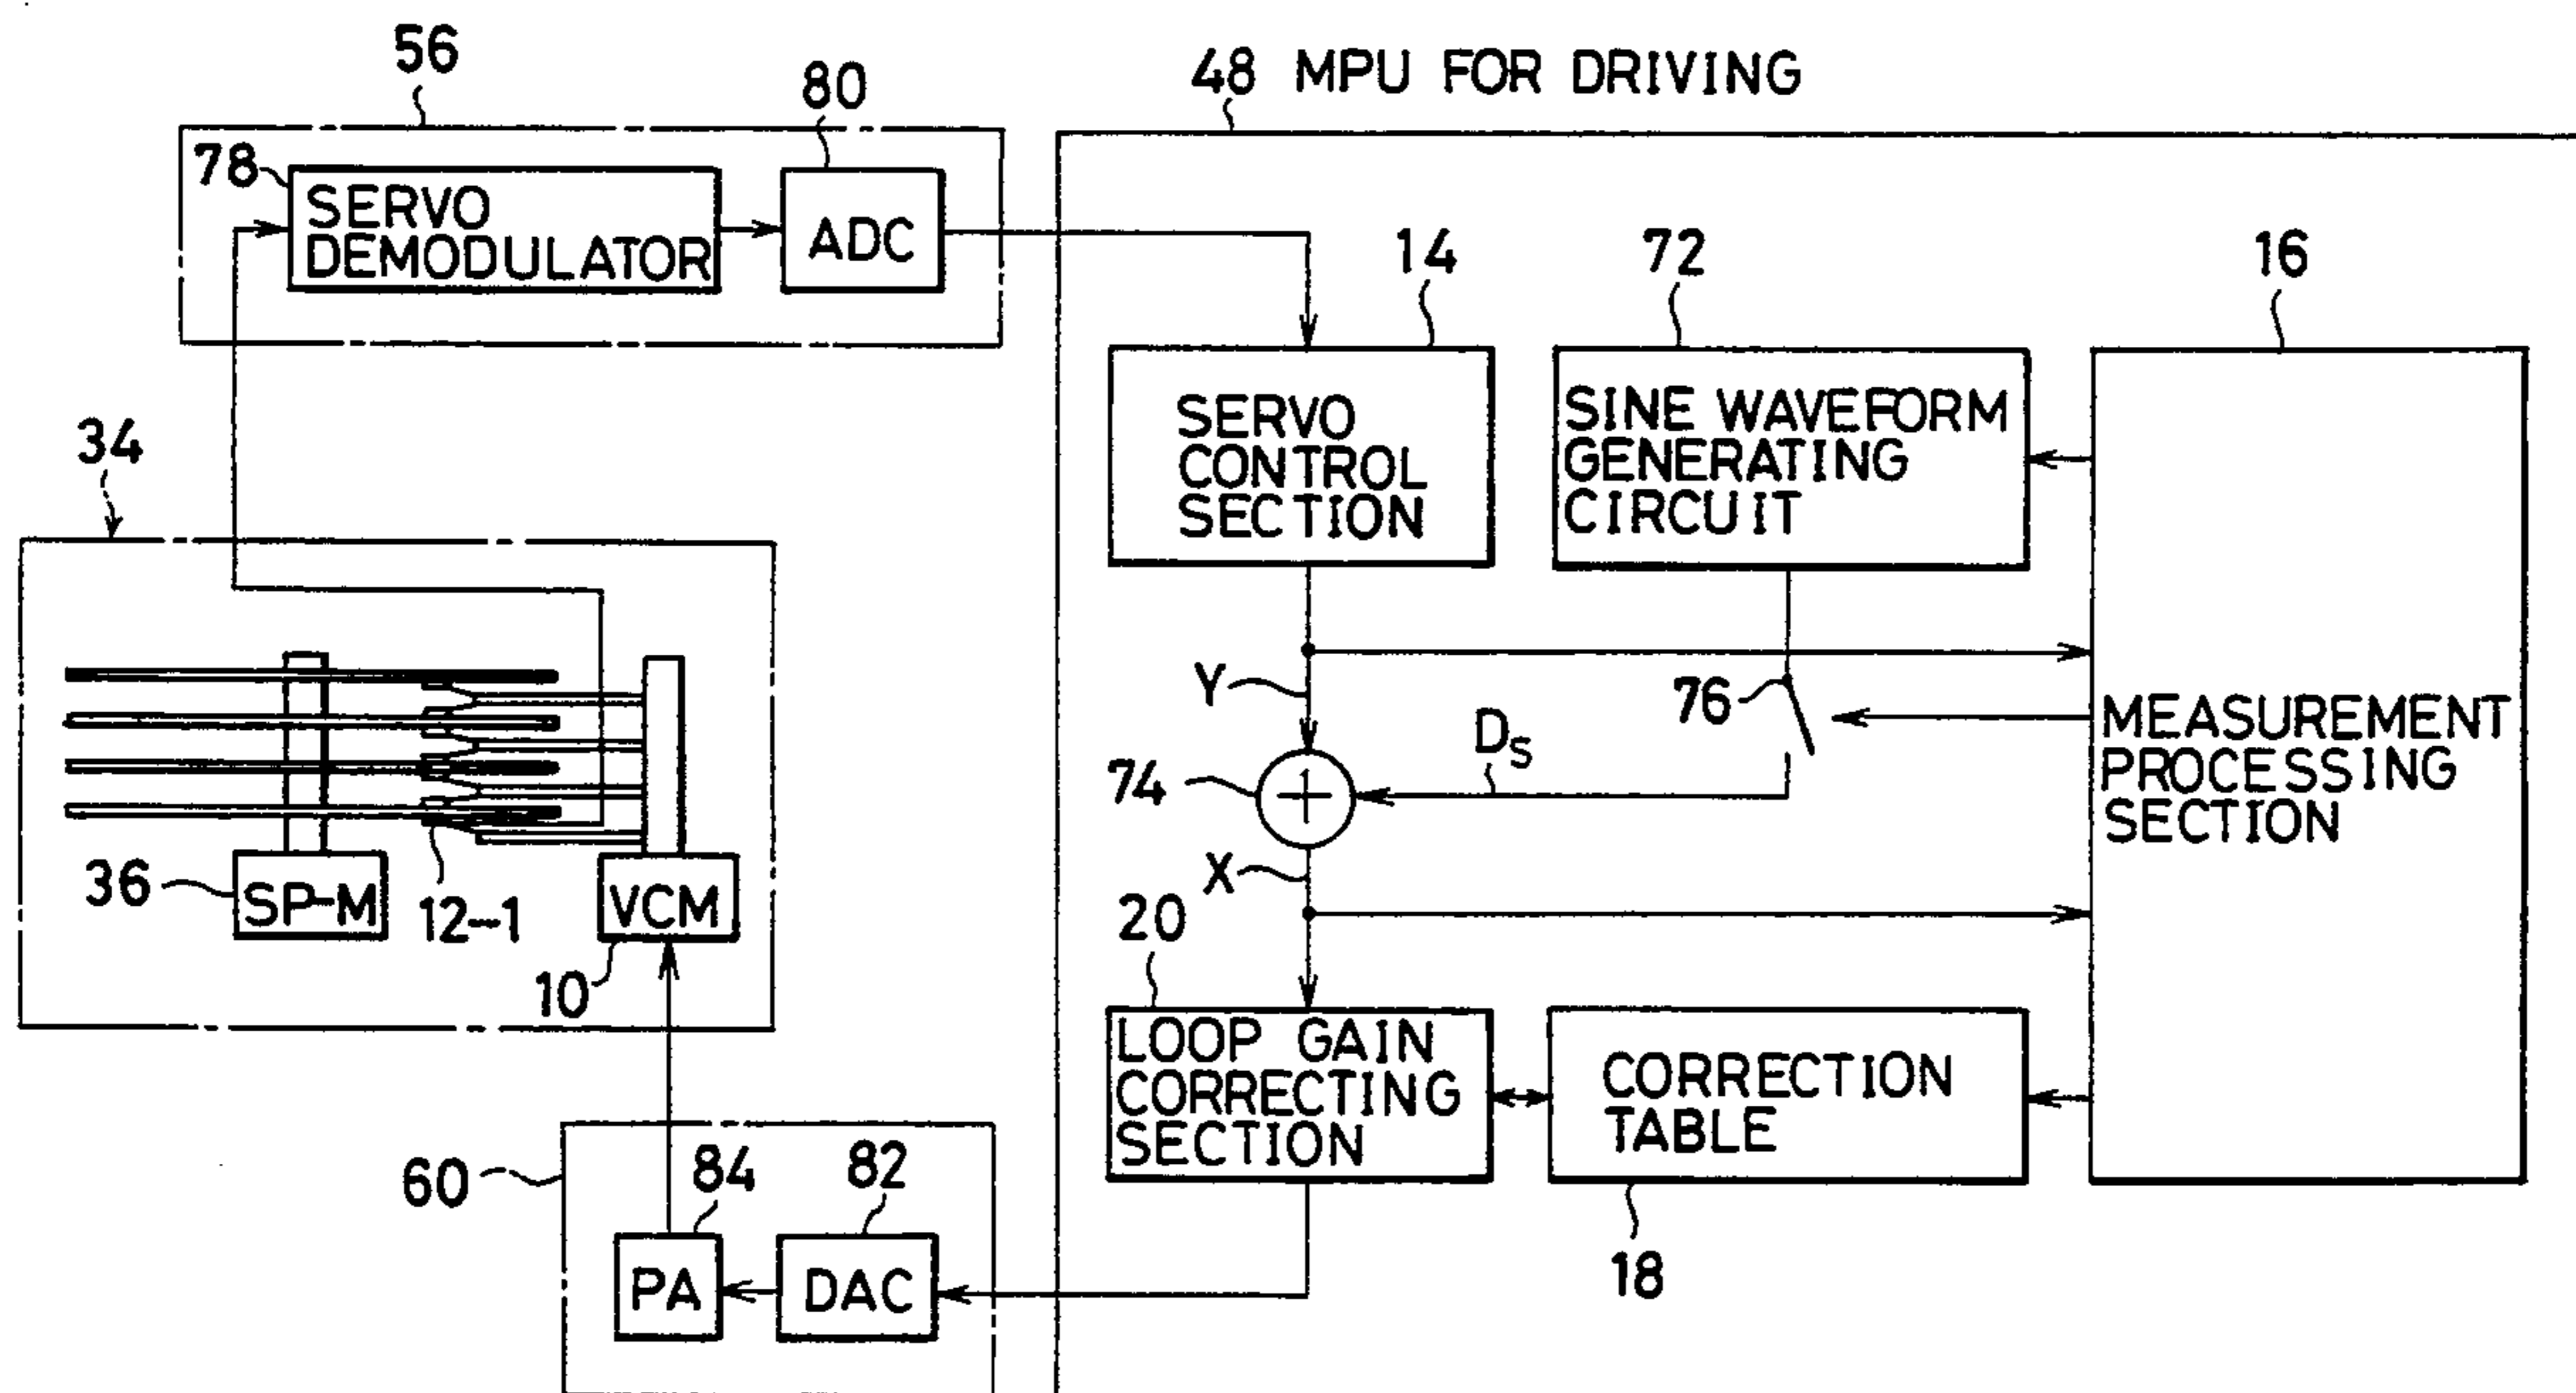 56
80
48 MPU FOR DRIVING
78
SERVO
DEMODULATOR
ADC
14
72
16
34
SERVO
CONTROL
SECTION
SINE WAVEFORM
GENERATING
CIRCUIT
Y
76
DS
74
MEASUREMENT
PROCESSING
SECTION
X
36
SP-M
12-1
VCM
10
20
LOOP GAIN
CORRECTING
SECTION
CORRECTION
TABLE
60
84
82
18
PA
DAC